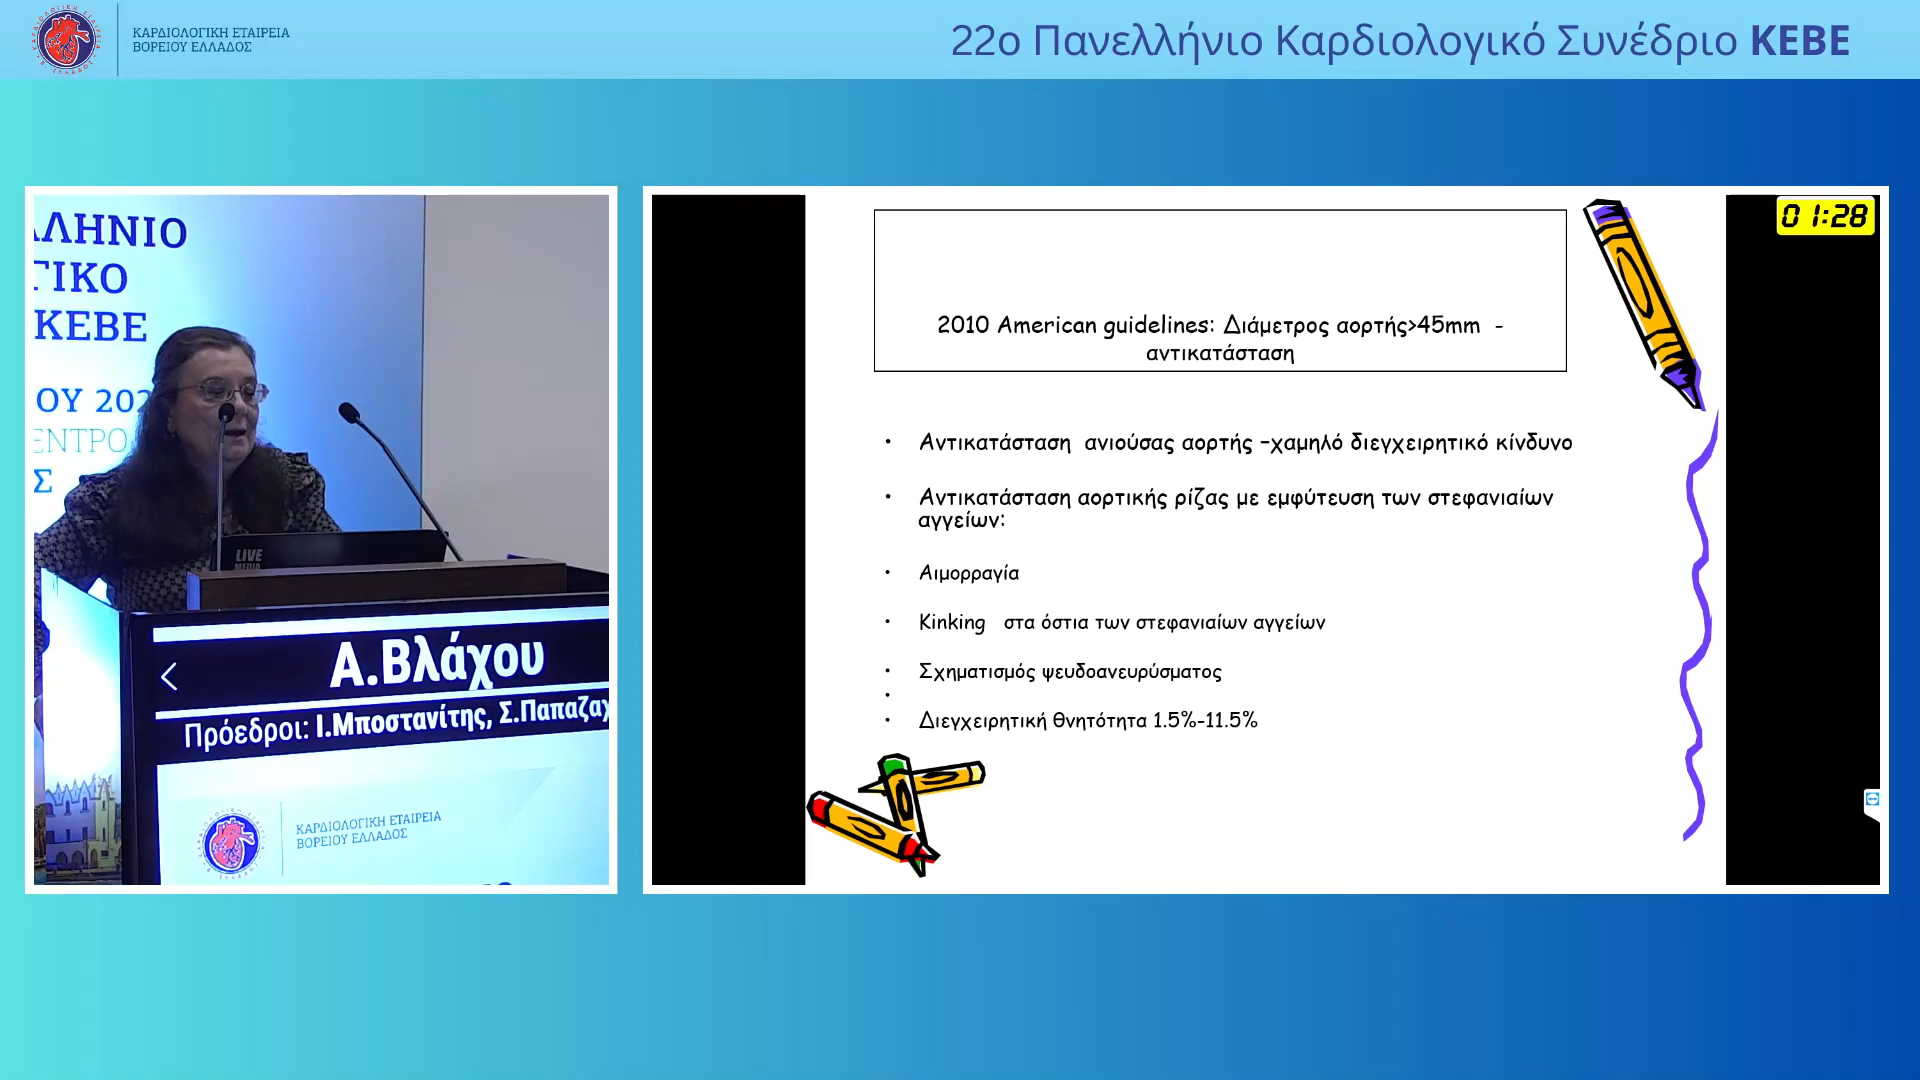 ΚΑΡΔΙΟΛΟΓΙΚΗ ΕΤΑΙΡΕΙΑ
ΒΟΡΕΙΟΥ ΕΛΛΑΔΟΣ
22ο Πανελλήνιο Καρδιολογικό Συνέδριο ΚΕΒΕ
ΛΛΗΝΙΟ
ΓΙΚΟ
ΚΕΒΕ
ΟΥ 202
ΕΝΤΡΟ
Σ
LIVE
MEDIA
Α.Βλάχου
Πρόεδροι: Ι.Μποστανίτης, Σ.Παπαζαχ
ΚΑΡΔΙΟΛΟΓΙΚΗ ΕΤΑΙΡΕΙΑ
ΒΟΡΕΙΟΥ ΕΛΛΑΔΟΣ
01:28
2010 American guidelines: Διάμετρος αορτής>45mm -
αντικατάσταση
• Αντικατάσταση ανιούσας αορτής –χαμηλό διεγχειρητικό κίνδυνο
• Αντικατάσταση αορτικής ρίζας με εμφύτευση των στεφανιαίων
αγγείων:
• Αιμορραγία
• Kinking στα όστια των στεφανιαίων αγγείων
• Σχηματισμός ψευδοανευρύσματος
•
• Διεγχειρητική θνητότητα 1.5%-11.5%